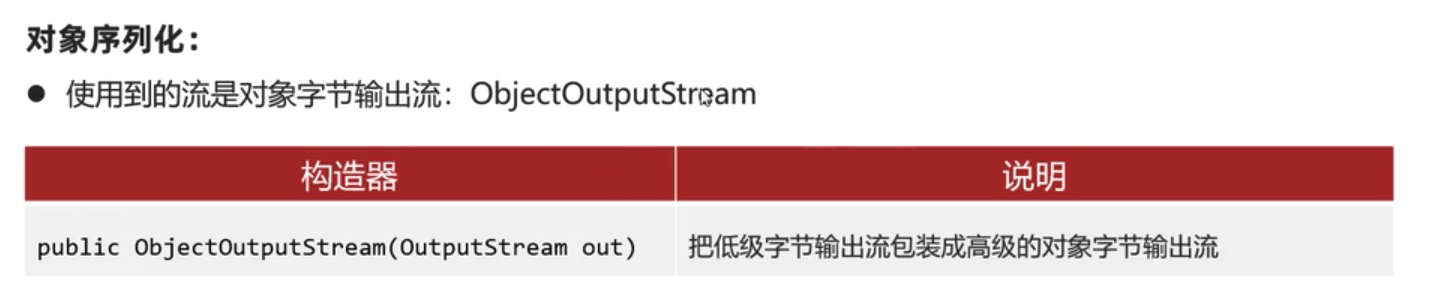 对象序列化：
● 使用到的流是对象字节输出流：ObjectOutputStream
构造器 说明
public ObjectOutputStream(OutputStream out) 把低级字节输出流包装成高级的对象字节输出流